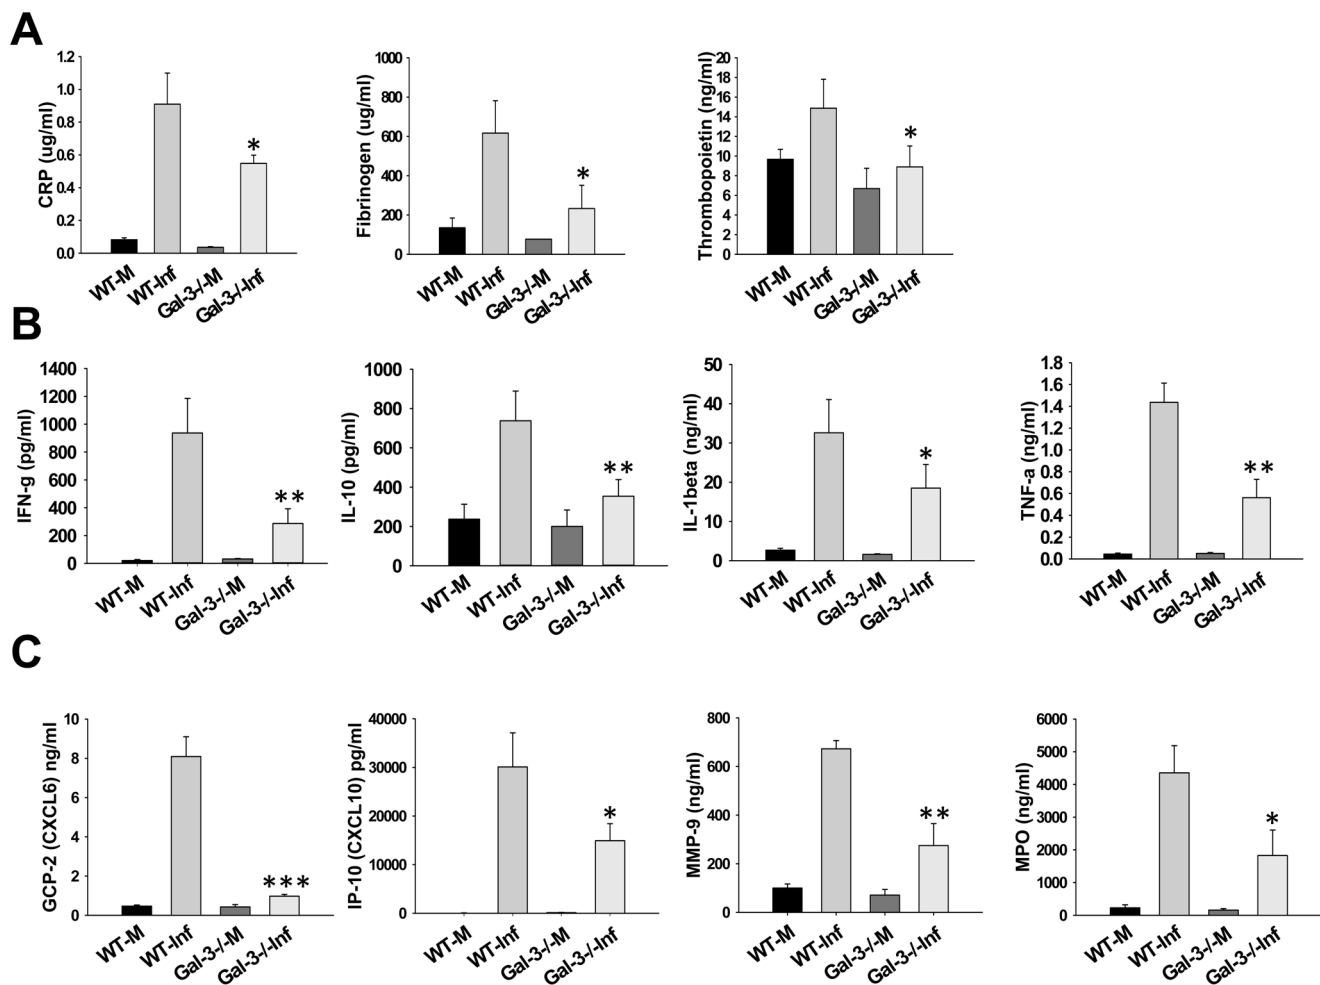 A
CRP (ug/ml)
1.2
1.0
0.8
0.6
0.4
0.2
0.0
*
WT-M
WT-Inf
Gal-3-/-M
Gal-3-/-Inf
Fibrinogen (ug/ml)
1000
800
600
400
200
0
*
WT-M
WT-Inf
Gal-3-/-M
Gal-3-/-Inf
Thrombopoietin (ng/ml)
20
18
16
14
12
10
8
6
4
2
0
*
WT-M
WT-Inf
Gal-3-/-M
Gal-3-/-Inf
B
IFN-g (pg/ml)
1400
1200
1000
800
600
400
200
0
**
WT-M
WT-Inf
Gal-3-/-M
Gal-3-/-Inf
IL-10 (pg/ml)
1000
800
600
400
200
0
**
WT-M
WT-Inf
Gal-3-/-M
Gal-3-/-Inf
IL-1beta (ng/ml)
50
40
30
20
10
0
*
WT-M
WT-Inf
Gal-3-/-M
Gal-3-/-Inf
TNF-a (ng/ml)
1.8
1.6
1.4
1.2
1.0
0.8
0.6
0.4
0.2
0.0
**
WT-M
WT-Inf
Gal-3-/-M
Gal-3-/-Inf
C
GCP-2 (CXCL6) ng/ml
10
8
6
4
2
0
***
WT-M
WT-Inf
Gal-3-/-M
Gal-3-/-Inf
IP-10 (CXCL10) pg/ml
40000
30000
20000
10000
0
*
WT-M
WT-Inf
Gal-3-/-M
Gal-3-/-Inf
MMP-9 (ng/ml)
800
600
400
200
0
**
WT-M
WT-Inf
Gal-3-/-M
Gal-3-/-Inf
MPO (ng/ml)
6000
5000
4000
3000
2000
1000
0
*
WT-M
WT-Inf
Gal-3-/-M
Gal-3-/-Inf